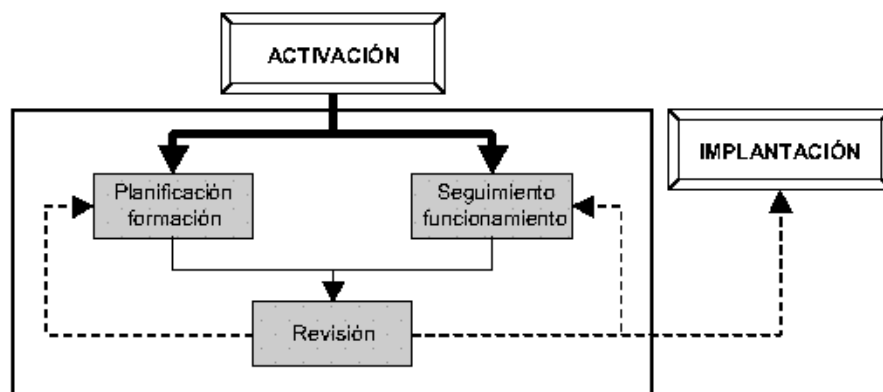 ACTIVACIÓN
IMPLANTACIÓN
Planificación
formación
Seguimiento
funcionamiento
Revisión